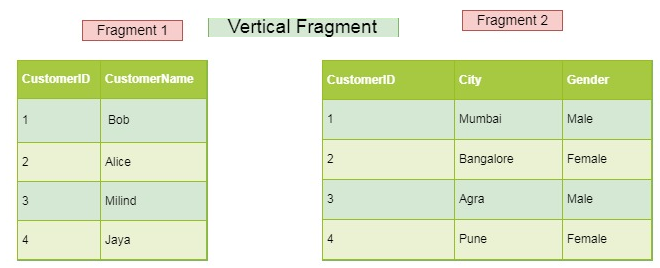 Fragment 1
Vertical Fragment
Fragment 2
CustomerID CustomerName
1 Bob
2 Alice
3 Milind
4 Jaya
CustomerID City Gender
1 Mumbai Male
2 Bangalore Female
3 Agra Male
4 Pune Female